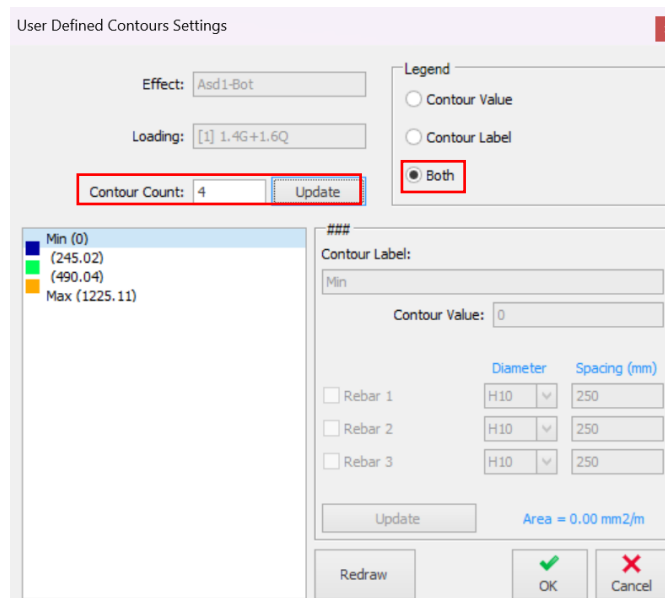 User Defined Contours Settings
Effect: Asd1-Bot
Loading: [1] 1.4G+1.6Q
Contour Count: 4 Update
Legend
Contour Value
Contour Label
Both
Min (0)
(245.02)
(490.04)
Max (1225.11)
###
Contour Label:
Min
Contour Value: 0
Diameter Spacing (mm)
Rebar 1 H10 250
Rebar 2 H10 250
Rebar 3 H10 250
Update Area = 0.00 mm2/m
Redraw OK Cancel